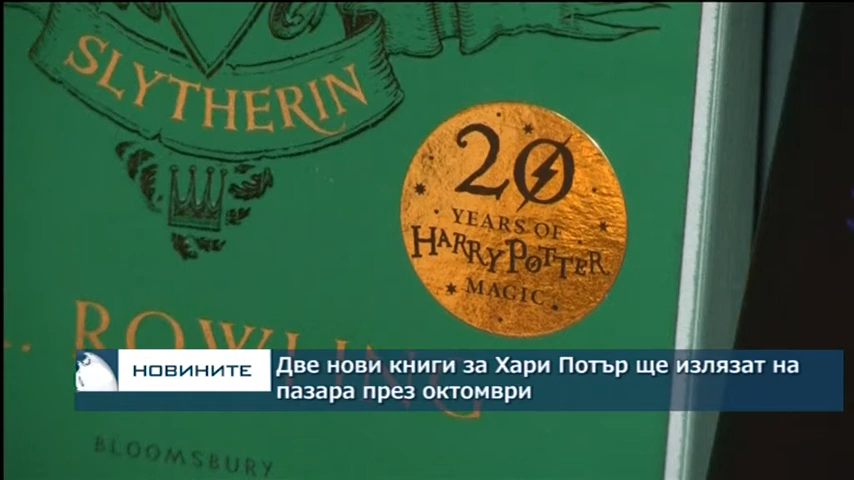 SLYTHERIN
20
YEARS OF
HARRY POTTER
MAGIC
. ROWLING
НОВИНИТЕ
Две нови книги за Хари Потър ще излязат на
пазара през октомври
BLOOMSBURY